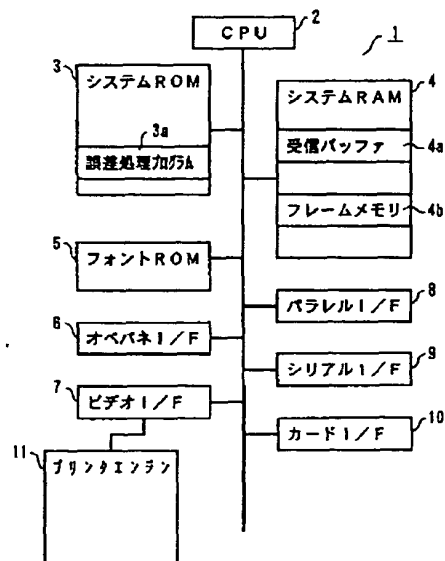 CPU
2
1
3
システムROM
3a
誤差処理プログラム
4
システムRAM
受信バッファ
4a
フレームメモリ
4b
5
フォントROM
6
オペパネI/F
7
ビデオI/F
8
パラレルI/F
9
シリアルI/F
10
カードI/F
11
プリンタエンジン